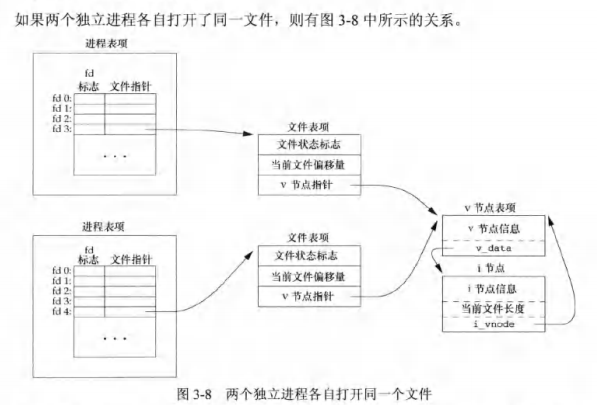 如果两个独立进程各自打开了同一文件，则有图 3-8 中所示的关系。
进程表项
fd
标志 文件指针
fd 0:
fd 1:
fd 2:
fd 3:
· · ·
文件表项
文件状态标志
当前文件偏移量
v 节点指针
进程表项
fd
标志 文件指针
fd 0:
fd 1:
fd 2:
fd 3:
fd 4:
· · ·
文件表项
文件状态标志
当前文件偏移量
v 节点指针
v 节点表项
v 节点信息
v_data
i 节点
i 节点信息
当前文件长度
i_vnode
图 3-8 两个独立进程各自打开同一个文件